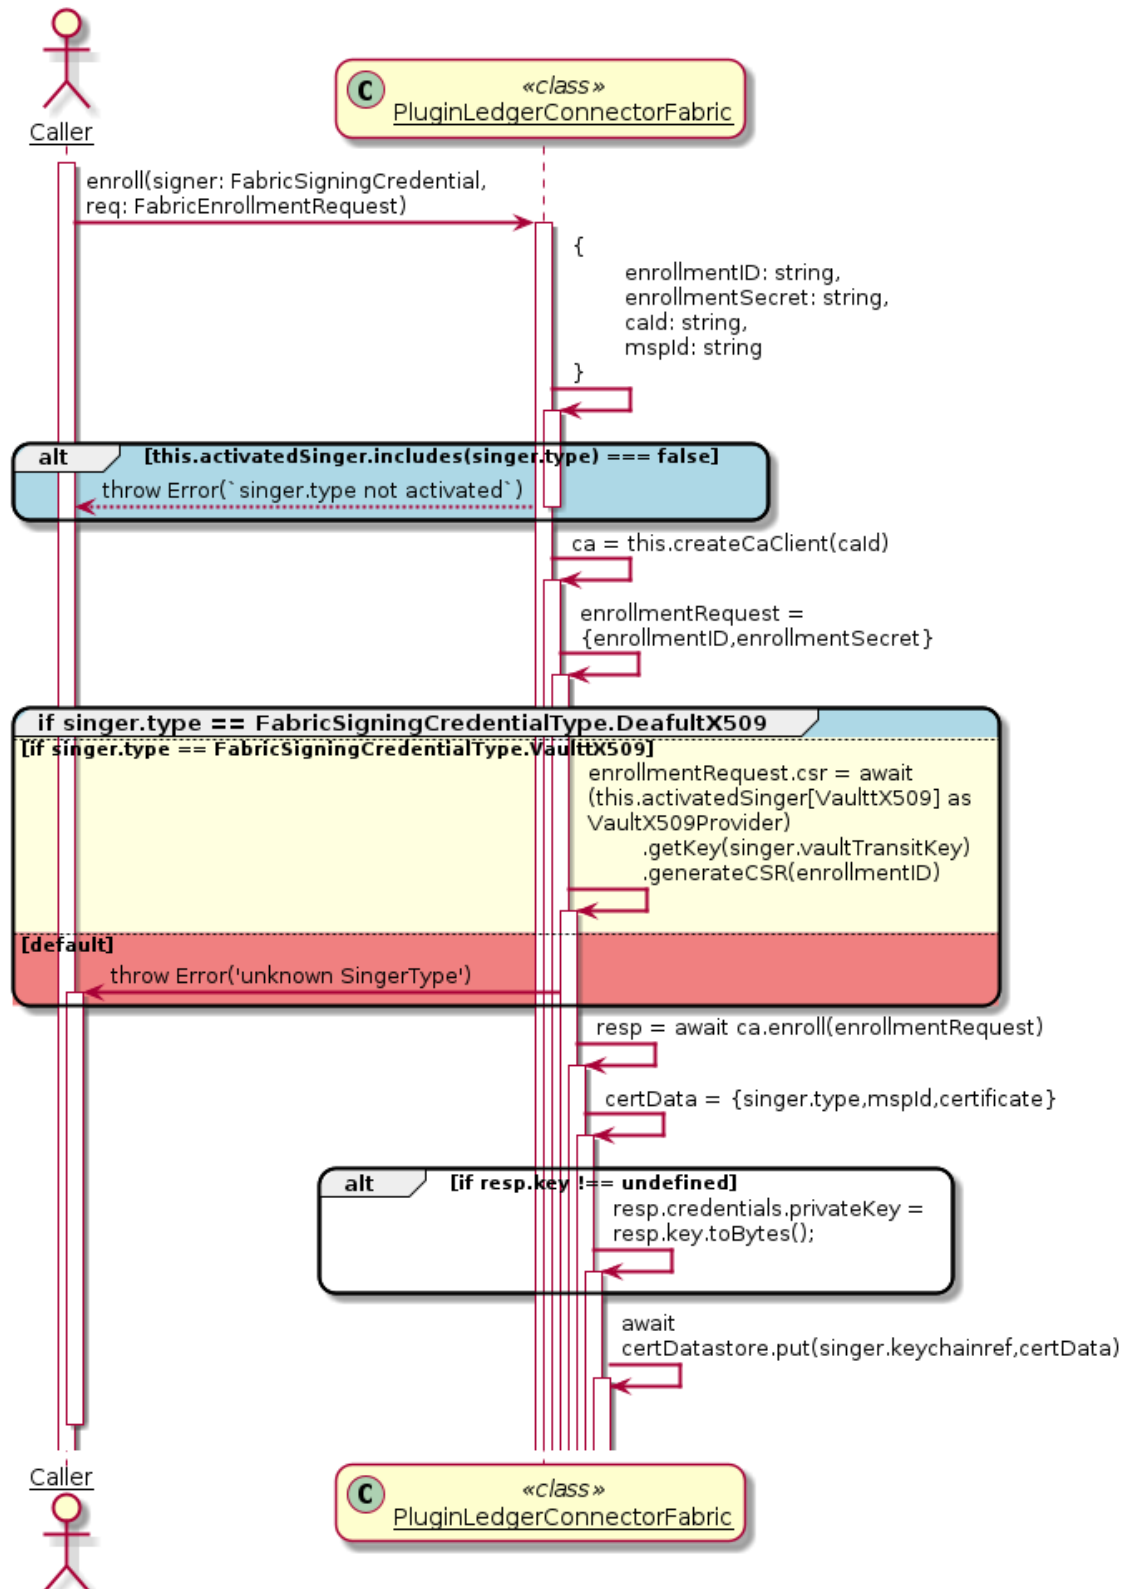 Caller
C
«class»
PluginLedgerConnectorFabric
enroll(signer: FabricSigningCredential,
req: FabricEnrollmentRequest)
{
enrollmentID: string,
enrollmentSecret: string,
caId: string,
mspId: string
}
alt [this.activatedSinger.includes(singer.type) === false]
throw Error(`singer.type not activated`)
ca = this.createCaClient(caId)
enrollmentRequest =
{enrollmentID,enrollmentSecret}
if singer.type == FabricSigningCredentialType.DeafultX509
[if singer.type == FabricSigningCredentialType.VaulttX509]
enrollmentRequest.csr = await
(this.activatedSinger[VaulttX509] as
VaultX509Provider)
.getKey(singer.vaultTransitKey)
.generateCSR(enrollmentID)
[default]
throw Error('unknown SingerType')
resp = await ca.enroll(enrollmentRequest)
certData = {singer.type,mspId,certificate}
alt [if resp.key !== undefined]
resp.credentials.privateKey =
resp.key.toBytes();
await
certDatastore.put(singer.keychainref,certData)
Caller
C
«class»
PluginLedgerConnectorFabric